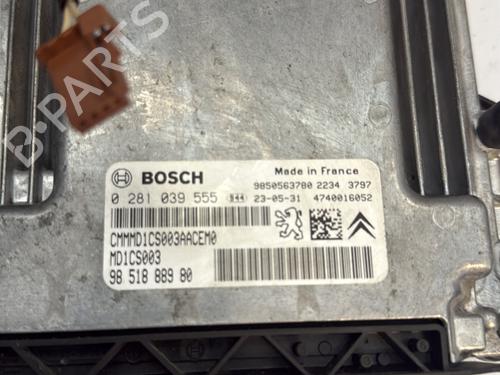 BOSCH
Made in France
9850563780 2234 3797
0 281 039 555 944 23-05-31 4740016052
CMMMD1CS003AACEM0
MD1CS003
98 518 889 80
B-PARTS